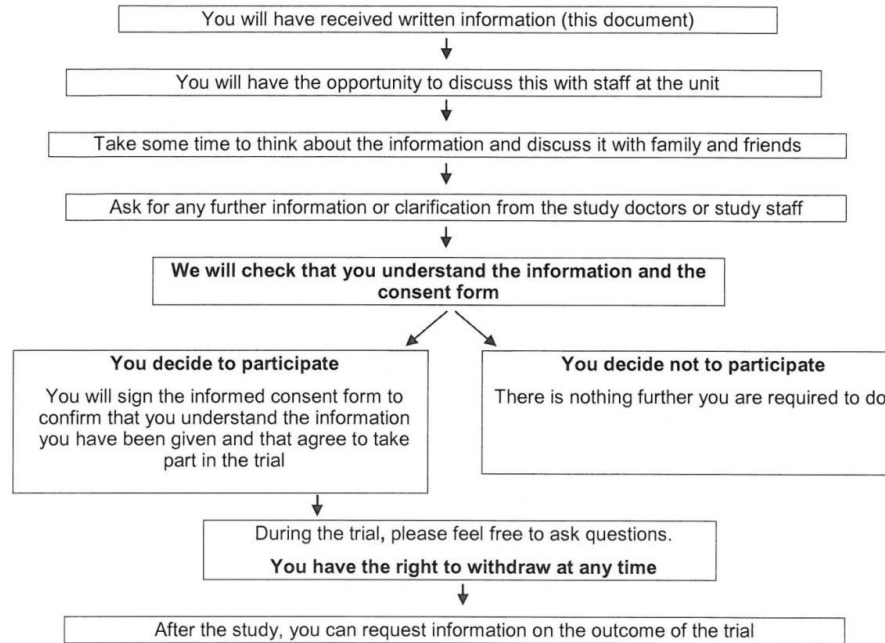 You will have received written information (this document)
You will have the opportunity to discuss this with staff at the unit
Take some time to think about the information and discuss it with family and friends
Ask for any further information or clarification from the study doctors or study staff
We will check that you understand the information and the
consent form
You decide to participate
You will sign the informed consent form to
confirm that you understand the information
you have been given and that agree to take
part in the trial
You decide not to participate
There is nothing further you are required to do
During the trial, please feel free to ask questions.
You have the right to withdraw at any time
After the study, you can request information on the outcome of the trial